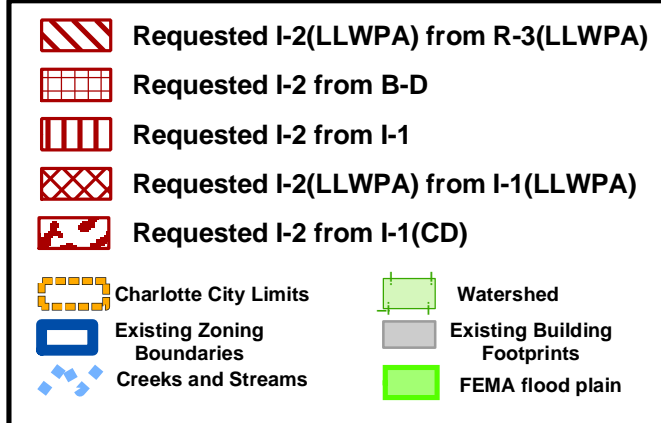 Requested I-2(LLWPA) from R-3(LLWPA)
Requested I-2 from B-D
Requested I-2 from I-1
Requested I-2(LLWPA) from I-1(LLWPA)
Requested I-2 from I-1(CD)
Charlotte City Limits
Existing Zoning
Boundaries
Creeks and Streams
Watershed
Existing Building
Footprints
FEMA flood plain